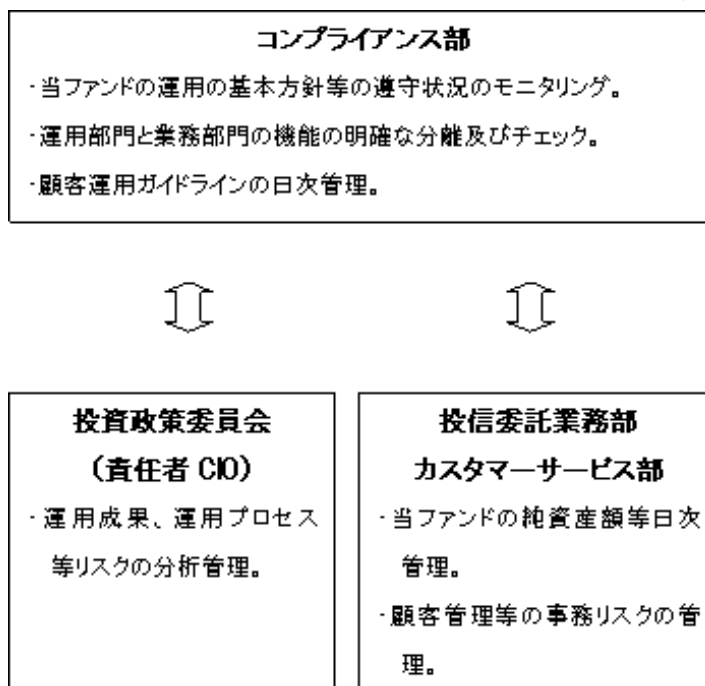 コンプライアンス部
・当ファンドの運用の基本方針等の遵守状況のモニタリング。
・運用部門と業務部門の機能の明確な分離及びチェック。
・顧客運用ガイドラインの日次管理。
投資政策委員会
（責任者 CIO）
・運用成果、運用プロセス
等リスクの分析管理。
投信委託業務部
カスタマーサービス部
・当ファンドの純資産額等日次
管理。
・顧客管理等の事務リスクの管
理。